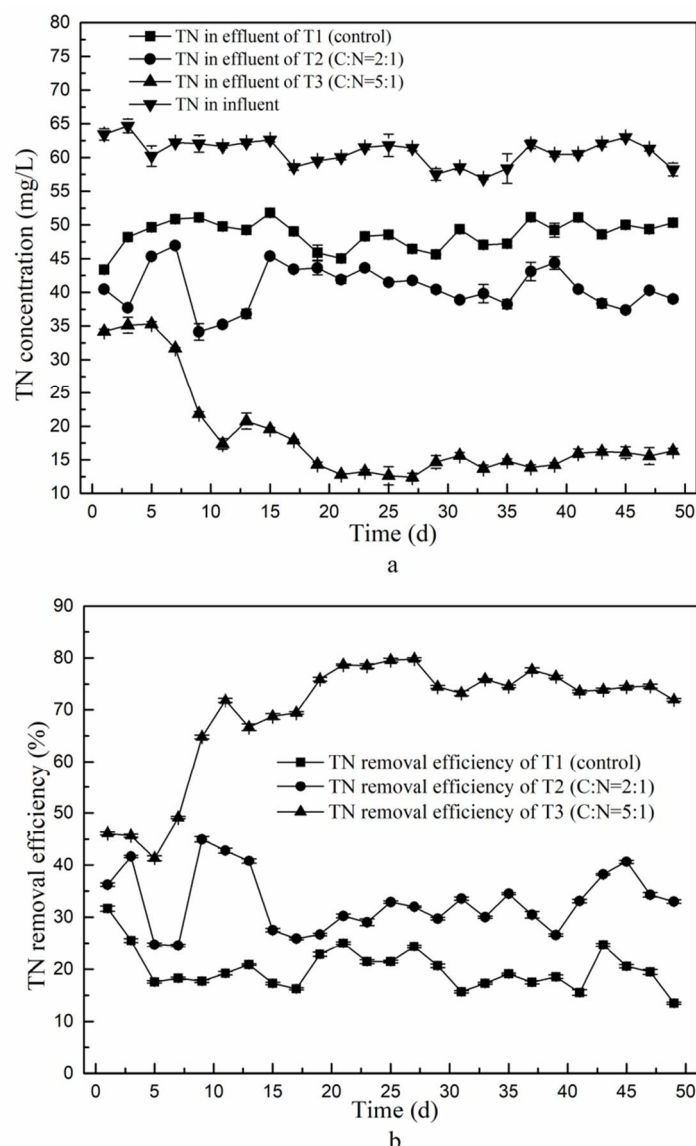 80
75
70
65
60
55
50
45
40
35
30
25
20
15
10
TN concentration (mg/L)
TN in effluent of T1 (control)
TN in effluent of T2 (C:N=2:1)
TN in effluent of T3 (C:N=5:1)
TN in influent
0 5 10 15 20 25 30 35 40 45 50
Time (d)
a
90
80
70
60
50
40
30
20
10
0
TN removal efficiency (%)
TN removal efficiency of T1 (control)
TN removal efficiency of T2 (C:N=2:1)
TN removal efficiency of T3 (C:N=5:1)
0 5 10 15 20 25 30 35 40 45 50
Time (d)
b